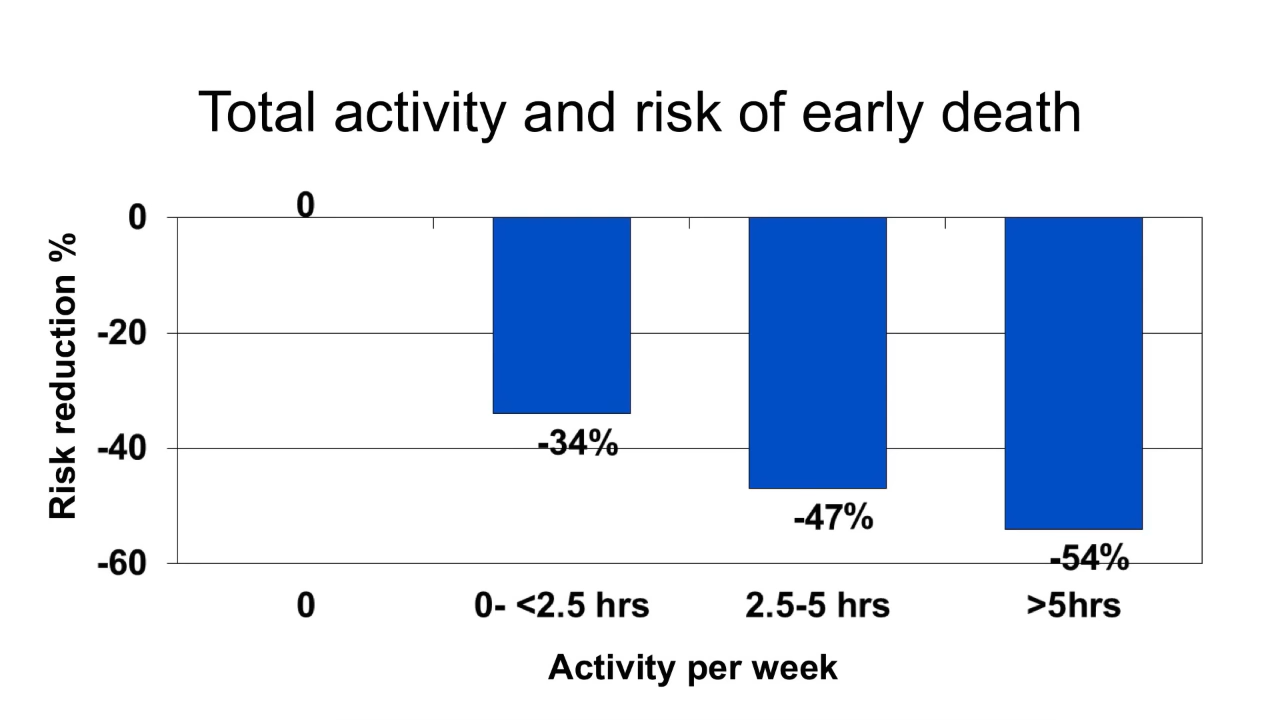 Total activity and risk of early death
Risk reduction %
0
-20
-40
-60
0
-34%
-47%
-54%
0
0- <2.5 hrs
2.5-5 hrs
>5hrs
Activity per week